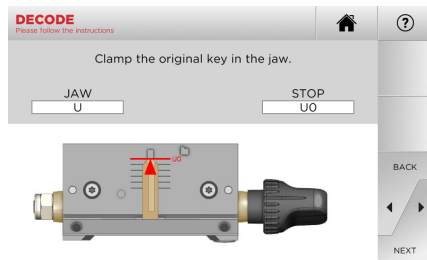 DECODE
Please follow the instructions
?
Clamp the original key in the jaw.
JAW
U
STOP
U0
U0
BACK
NEXT